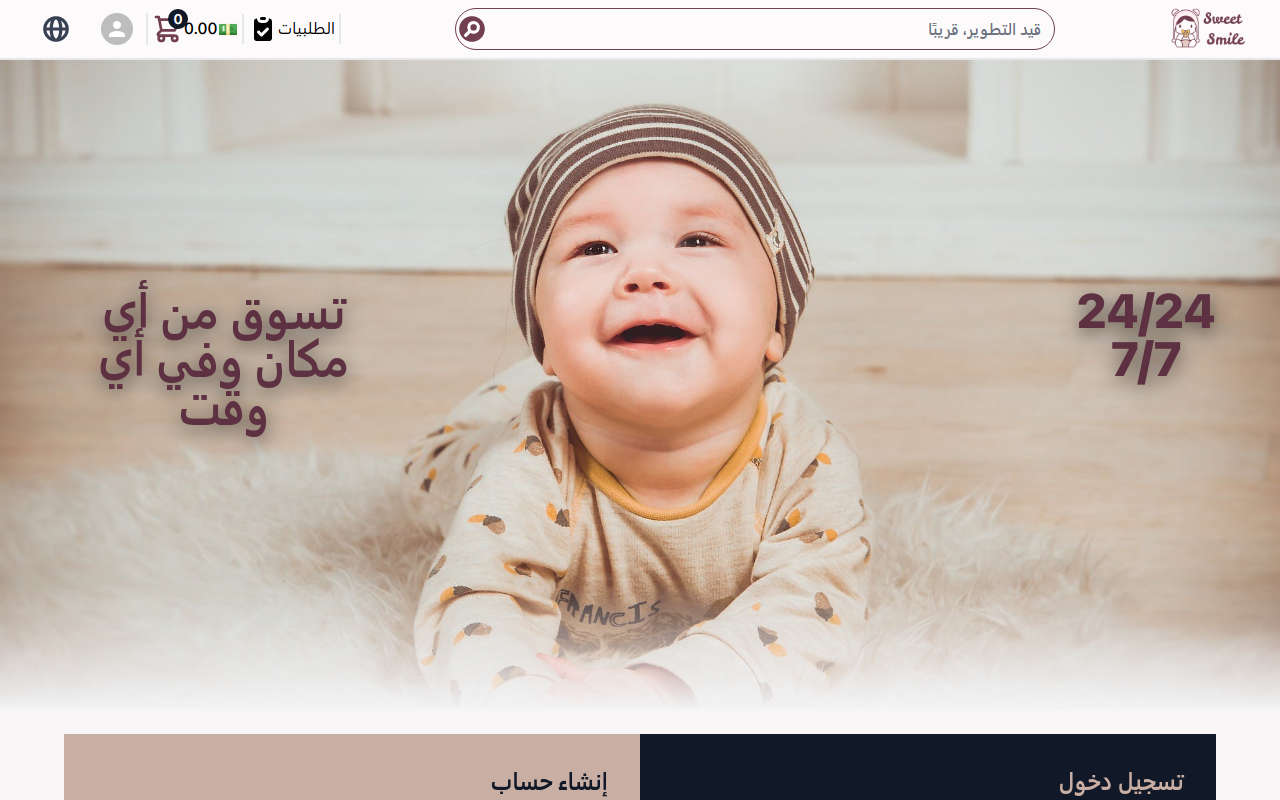 Sweet
Smile
قيد التطوير، قريبًا
الطلبيات
0.00
0
24/24
7/7
تسوق من أي
مكان وفي أي
وقت
FRANCIS
تسجيل دخول
إنشاء حساب